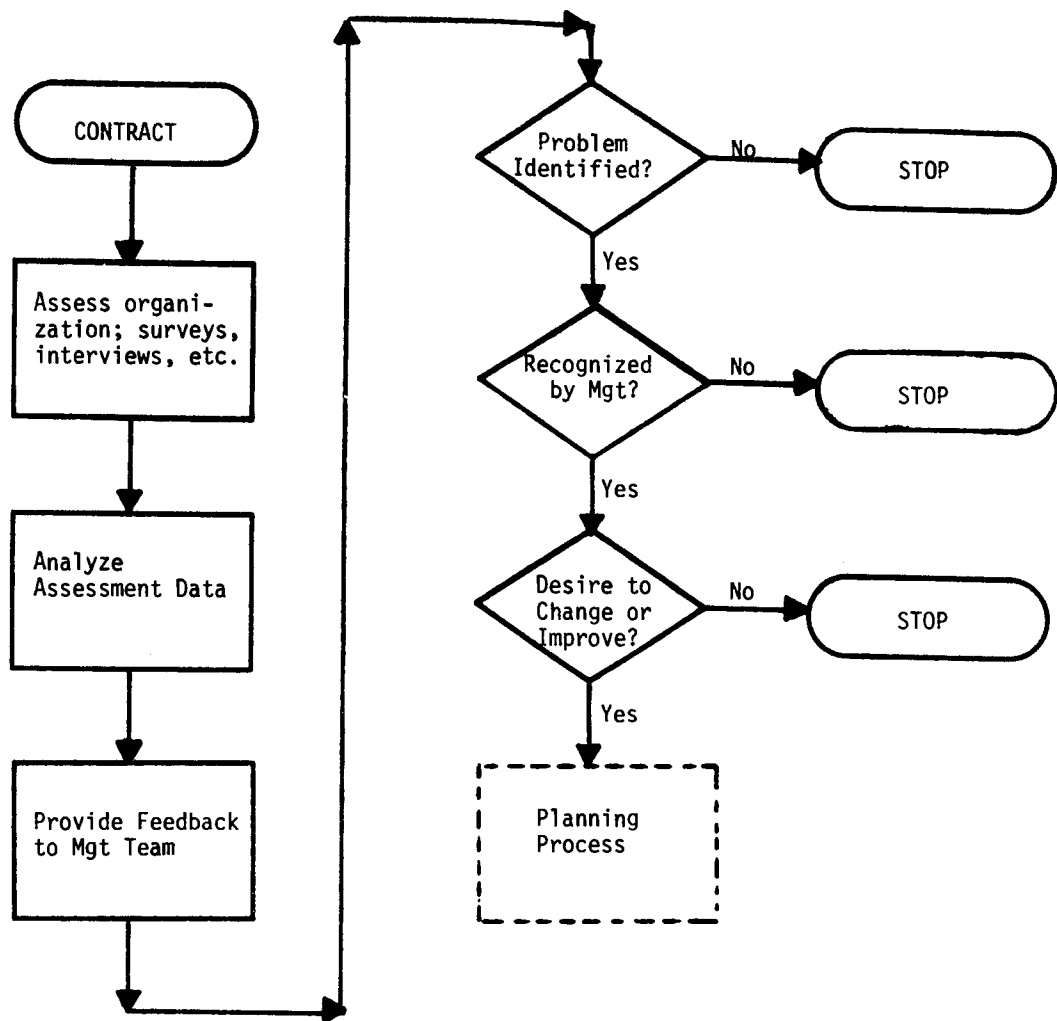 CONTRACT
Assess organi-
zation; surveys,
interviews, etc.
Analyze
Assessment Data
Provide Feedback
to Mgt Team
Problem
Identified?
No
STOP
Yes
Recognized
by Mgt?
No
STOP
Yes
Desire to
Change or
Improve?
No
STOP
Yes
Planning
Process